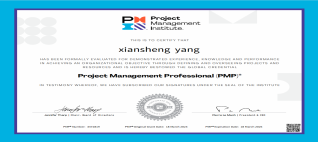 Project
Management
Institute.
THIS IS TO CERTIFY THAT
xiansheng yang
HAS BEEN FORMALLY EVALUATED FOR DEMONSTRATED EXPERIENCE, KNOWLEDGE AND PERFORMANCE
IN ACHIEVING AN ORGANIZATIONAL OBJECTIVE THROUGH DEFINING AND OVERSEEING PROJECTS AND
RESOURCES AND IS HEREBY BESTOWED THE GLOBAL CREDENTIAL
Project Management Professional (PMP)®
IN TESTIMONY WHEREOF, WE HAVE SUBSCRIBED OUR SIGNATURES UNDER THE SEAL OF THE INSTITUTE